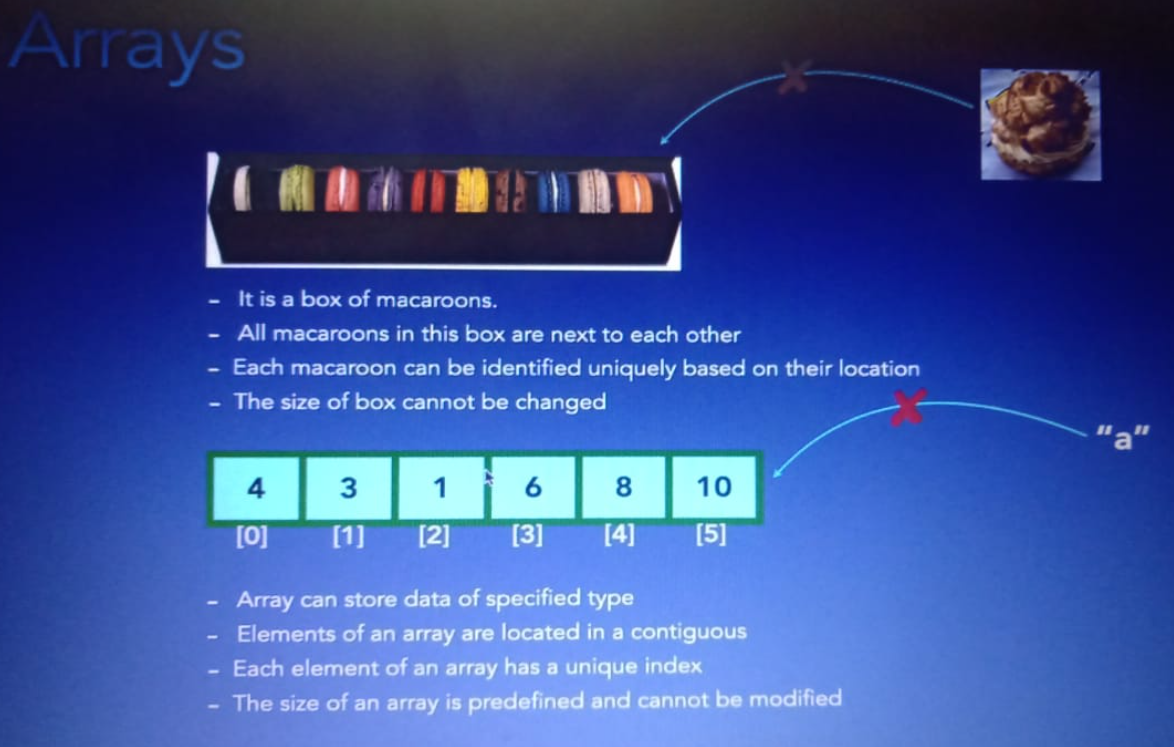 Arrays
- It is a box of macaroons.
- All macaroons in this box are next to each other
- Each macaroon can be identified uniquely based on their location
- The size of box cannot be changed
"a"
4 3 1 6 8 10
[0] [1] [2] [3] [4] [5]
- Array can store data of specified type
- Elements of an array are located in a contiguous
- Each element of an array has a unique index
- The size of an array is predefined and cannot be modified